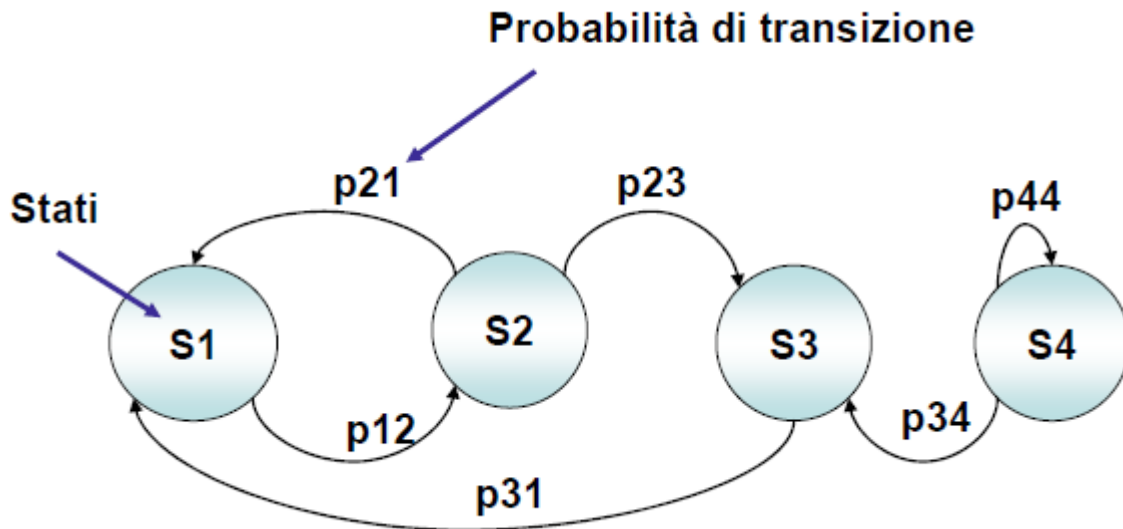 Probabilità di transizione
p21
p23
p44
Stati
S1
S2
S3
S4
p12
p34
p31